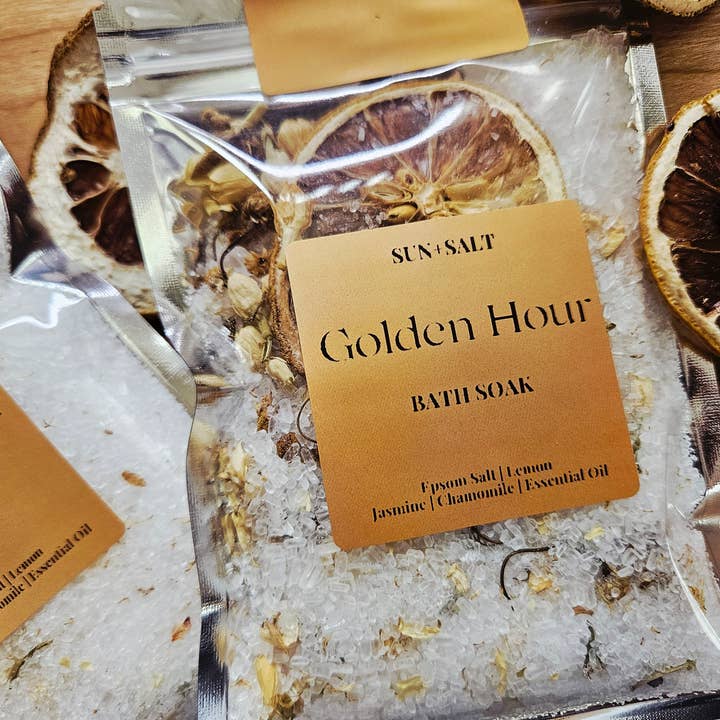 SUN+SALT
Golden Hour
BATH SOAK
Epsom Salt | Lemon
Jasmine | Chamomile | Essential Oil
| Lemon
| Essential Oil